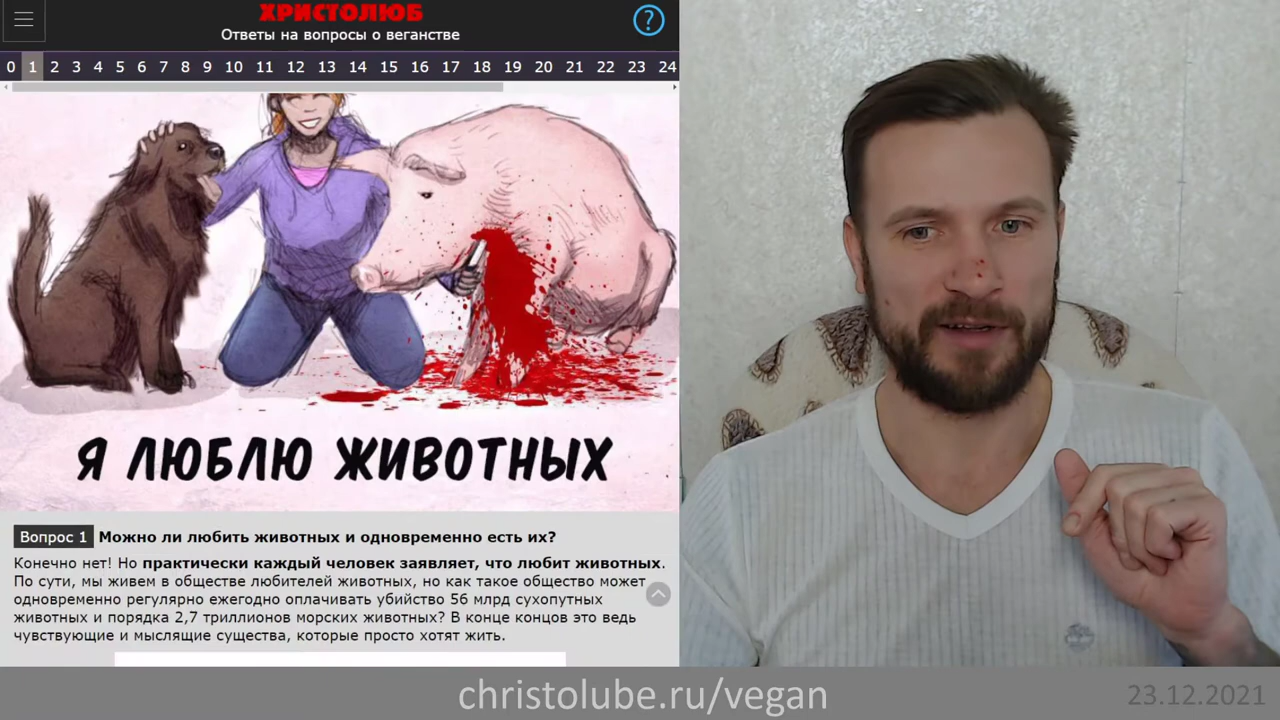 ХРИСТОЛЮБ
Ответы на вопросы о веганстве
?
0 1 2 3 4 5 6 7 8 9 10 11 12 13 14 15 16 17 18 19 20 21 22 23 24
Я ЛЮБЛЮ ЖИВОТНЫХ
Вопрос 1 Можно ли любить животных и одновременно есть их?
Конечно нет! Но практически каждый человек заявляет, что любит животных.
По сути, мы живем в обществе любителей животных, но как такое общество может
одновременно регулярно ежегодно оплачивать убийство 56 млрд сухопутных
животных и порядка 2,7 триллионов морских животных? В конце концов это ведь
чувствующие и мыслящие существа, которые просто хотят жить.
christolube.ru/vegan
23.12.2021